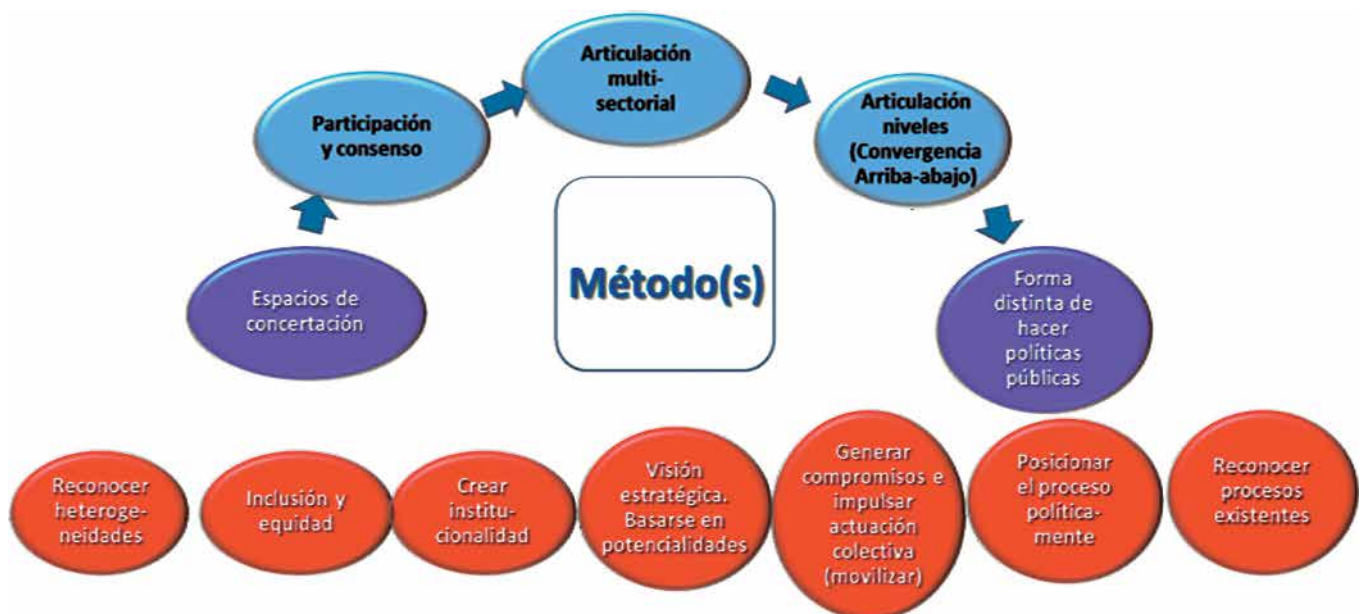 Articulación
multi-
sectorial
Participación
y consenso
Articulación
niveles
(Convergencia
Arriba-abajo)
Método(s)
Espacios de
concertación
Forma
distinta de
hacer
políticas
públicas
Reconocer
heteroge-
neidades
Inclusión y
equidad
Crear
institu-
cionalidad
Visión
estratégica.
Basarse en
potencialidades
Generar
compromisos e
impulsar
actuación
colectiva
(movilizar)
Posicionar
el proceso
política-
mente
Reconocer
procesos
existentes